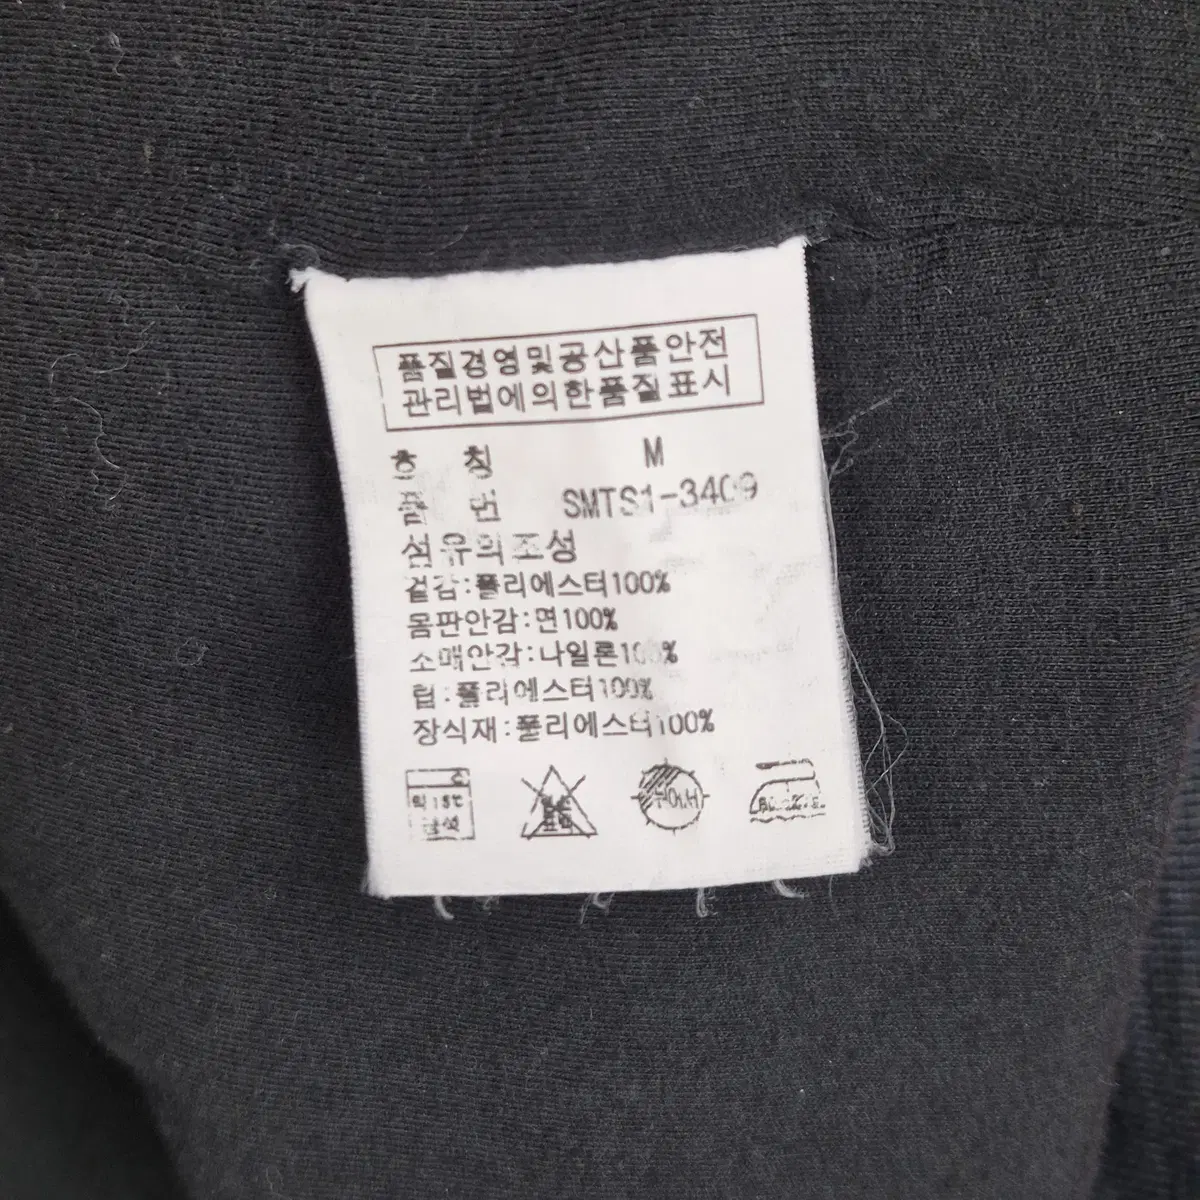 품질경영및공산품안전
관리법에의한품질표시
호 칭 M
품 번 SMTS1-3409
섬유의조성
겉감:폴리에스터100%
몸판안감:면100%
소매안감:나일론100%
립:폴리에스터100%
장식재:폴리에스터100%
약 15℃